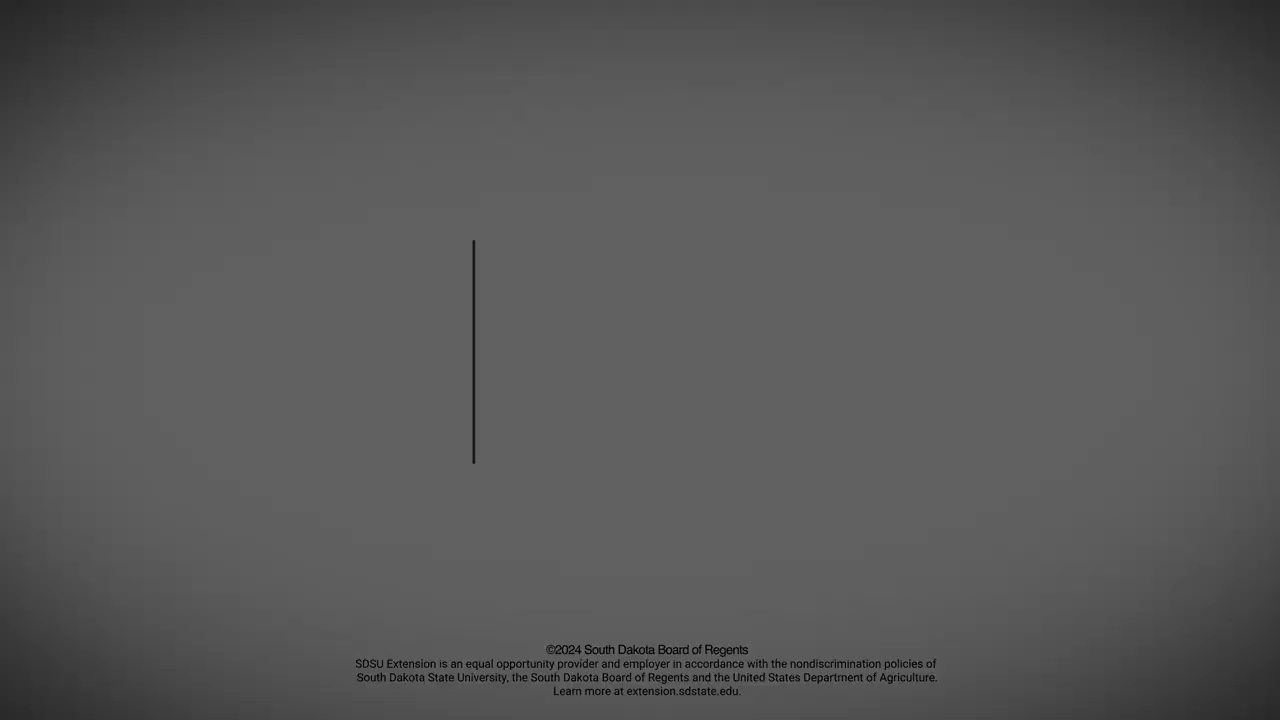 ©2024 South Dakota Board of Regents
SDSU Extension is an equal opportunity provider and employer in accordance with the nondiscrimination policies of
South Dakota State University, the South Dakota Board of Regents and the United States Department of Agriculture.
Learn more at extension.sdstate.edu.